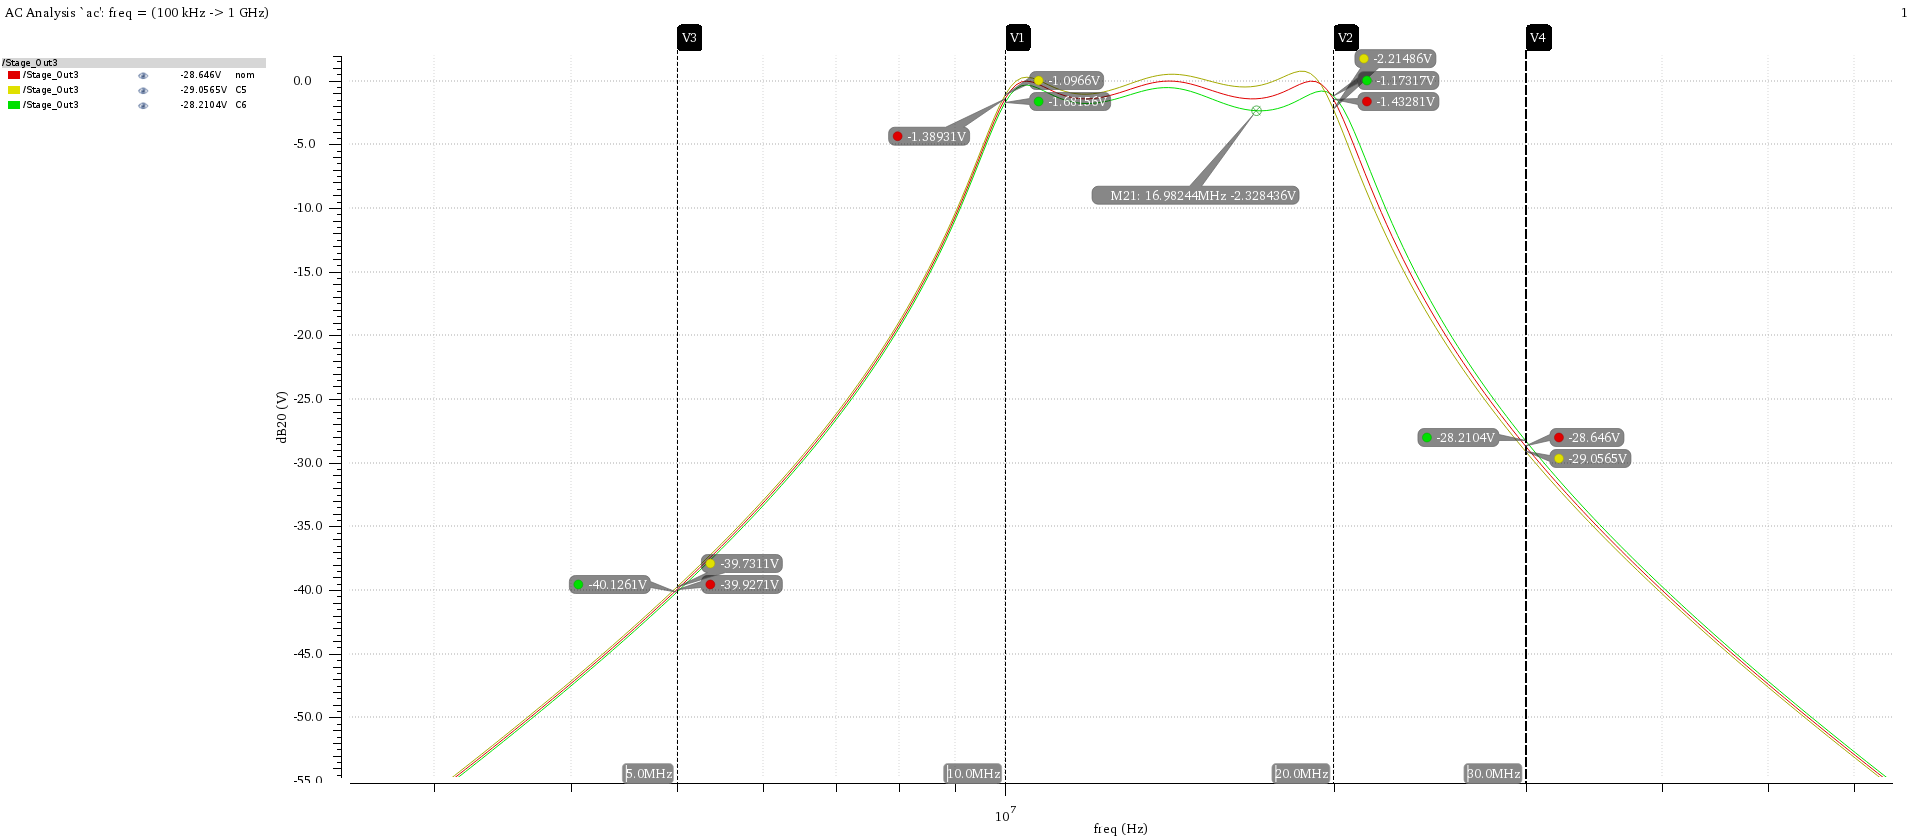 AC Analysis `ac': freq = (100 kHz -> 1 GHz)
1
/Stage_Out3
/Stage_Out3 -28.646V nom
/Stage_Out3 -29.0565V C5
/Stage_Out3 -28.2104V C6
V3
V1
V2
V4
-2.21486V
-1.0966V
-1.17317V
-1.68156V
-1.43281V
-1.38931V
M21: 16.98244MHz -2.328436V
-28.2104V
-28.646V
-29.0565V
-39.7311V
-40.1261V
-39.9271V
0.0
-5.0
-10.0
-15.0
-20.0
-25.0
-30.0
-35.0
-40.0
-45.0
-50.0
-55.0
dB20 (V)
5.0MHz
10.0MHz
20.0MHz
30.0MHz
10^7
freq (Hz)